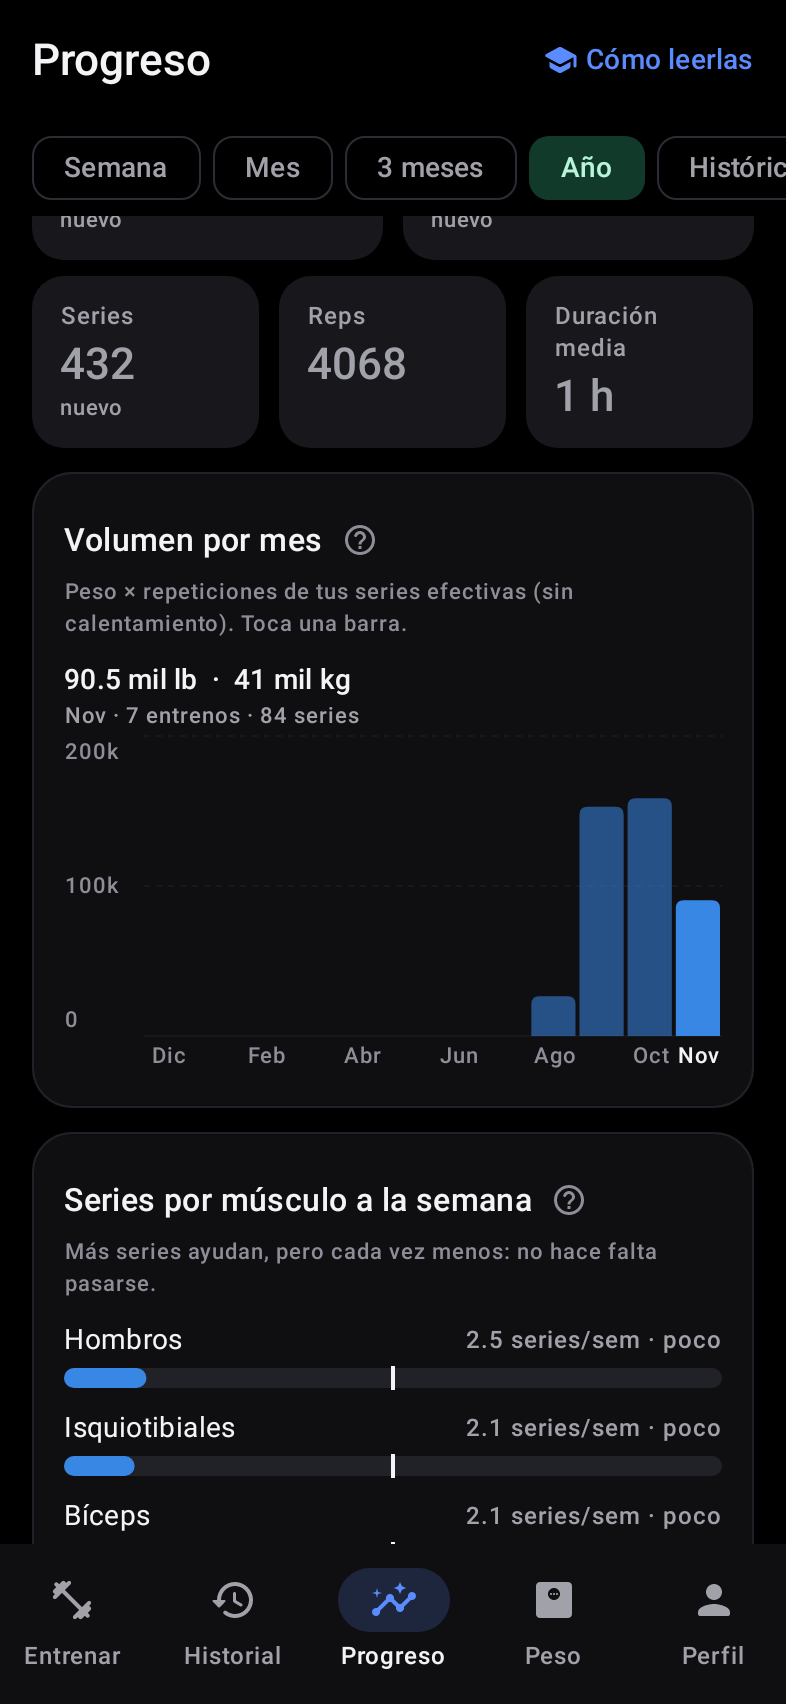 Progreso
Cómo leerlas
Semana
Mes
3 meses
Año
Históric
nuevo
nuevo
Series
432
nuevo
Reps
4068
Duración
media
1 h
Volumen por mes
Peso × repeticiones de tus series efectivas (sin
calentamiento). Toca una barra.
90.5 mil lb · 41 mil kg
Nov · 7 entrenos · 84 series
200k
100k
0
Dic
Feb
Abr
Jun
Ago
Oct
Nov
Series por músculo a la semana
Más series ayudan, pero cada vez menos: no hace falta
pasarse.
Hombros
2.5 series/sem · poco
Isquiotibiales
2.1 series/sem · poco
Bíceps
2.1 series/sem · poco
Entrenar
Historial
Progreso
Peso
Perfil